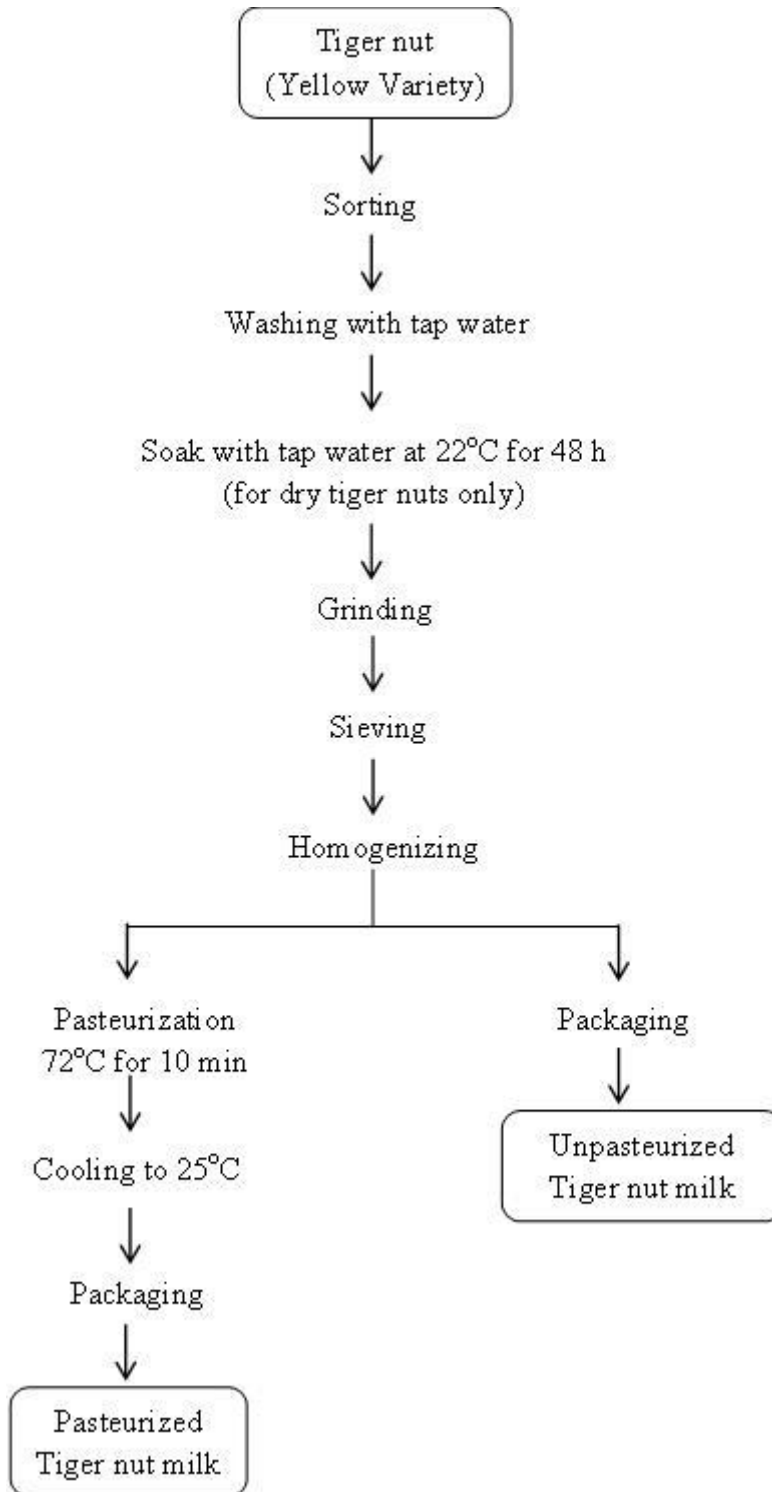 Tiger nut
(Yellow Variety)
Sorting
Washing with tap water
Soak with tap water at 22°C for 48 h
(for dry tiger nuts only)
Grinding
Sieving
Homogenizing
Pasteurization
72°C for 10 min
Cooling to 25°C
Packaging
Pasteurized
Tiger nut milk
Packaging
Unpasteurized
Tiger nut milk